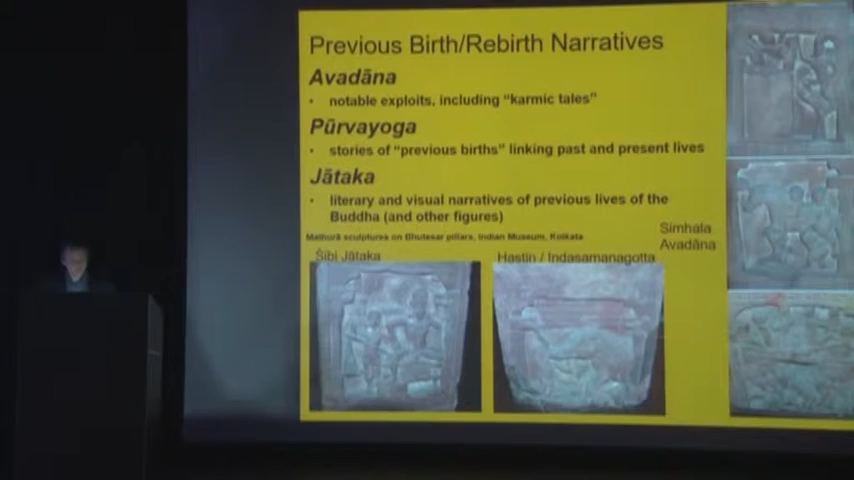 Previous Birth/Rebirth Narratives
Avadāna
• notable exploits, including “karmic tales”
Pūrvayoga
• stories of “previous births” linking past and present lives
Jātaka
• literary and visual narratives of previous lives of the
Buddha (and other figures)
Mathurā sculptures on Bhutesar pillars, Indian Museum, Kolkata
Śibi Jātaka
Hastin / Indasamanagotta
Simhala
Avadāna